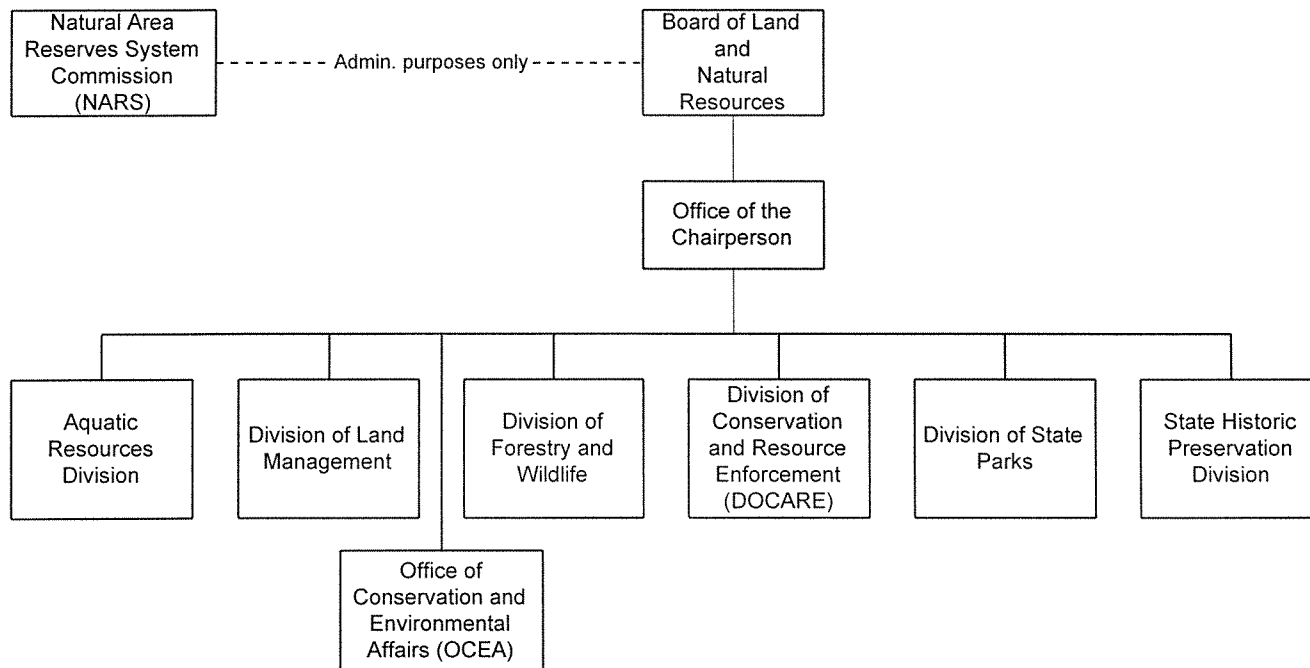 Natural Area
Reserves System
Commission
(NARS)
Admin. purposes only
Board of Land
and
Natural
Resources
Office of the
Chairperson
Aquatic
Resources
Division
Division of Land
Management
Division of
Forestry and
Wildlife
Division of
Conservation
and Resource
Enforcement
(DOCARE)
Division of State
Parks
State Historic
Preservation
Division
Office of
Conservation and
Environmental
Affairs (OCEA)